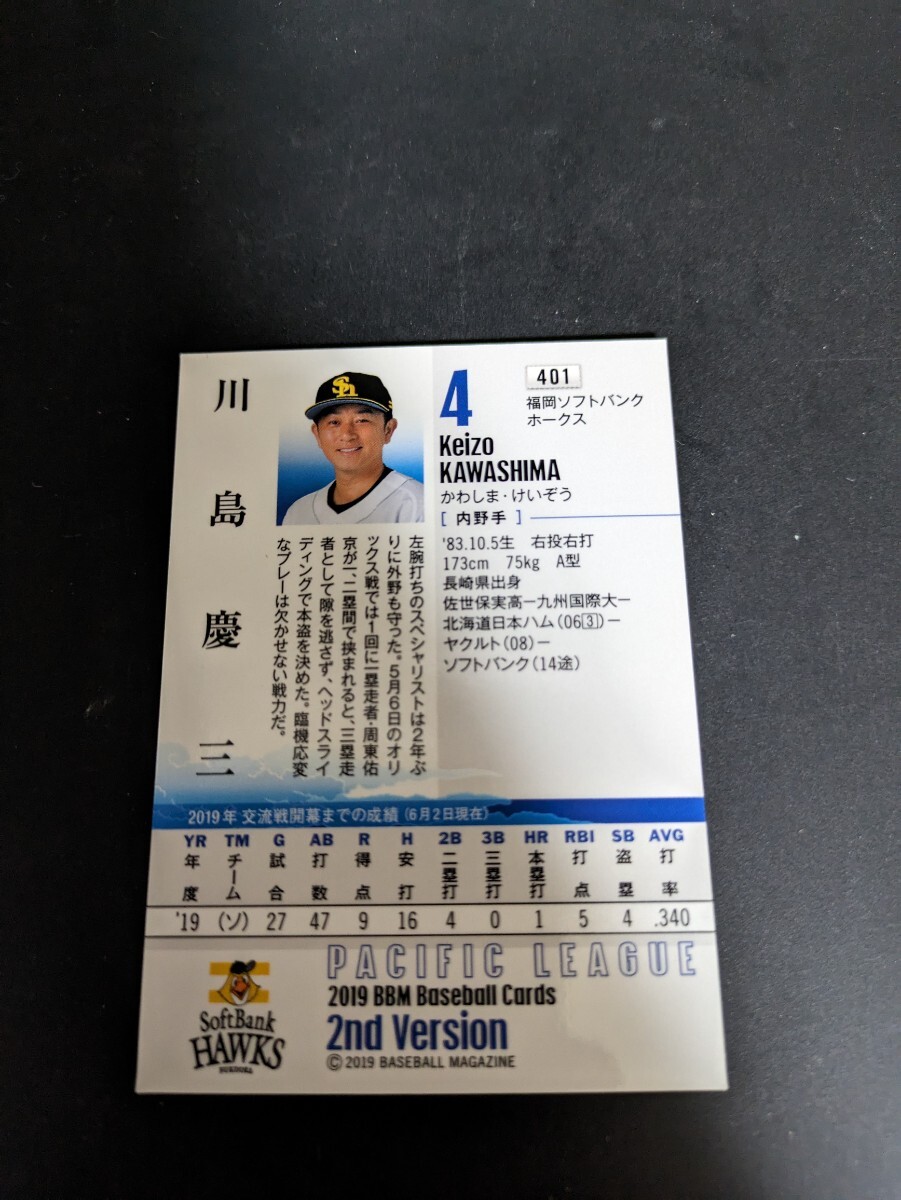 川島慶三
SH
4
401
福岡ソフトバンク
ホークス
Keizo
KAWASHIMA
かわしま・けいぞう
[ 内野手 ]
'83.10.5生 右投右打
173cm 75kg A型
長崎県出身
佐世保実高ー九州国際大ー
北海道日本ハム(06③)ー
ヤクルト(08)ー
ソフトバンク(14途)
左腕打ちのスペシャリストは2年ぶ
りに外野も守った。5月6日のオリ
ックス戦では1回に一塁走者・周東佑
京が一、二塁間で挟まれると、三塁走
者として隙を逃さず、ヘッドスライ
ディングで本盗を決めた。臨機応変
なプレーは欠かせない戦力だ。
2019年 交流戦開幕までの成績 (6月2日現在)
YR TM G AB R H 2B 3B HR RBI SB AVG
年度 チーム 試合 打数 得点 安打 二塁打 三塁打 本塁打 打点 盗塁 打率
'19 (ソ) 27 47 9 16 4 0 1 5 4 .340
PACIFIC LEAGUE
2019 BBM Baseball Cards
2nd Version
©2019 BASEBALL MAGAZINE
SoftBank
HAWKS
FUKUOKA